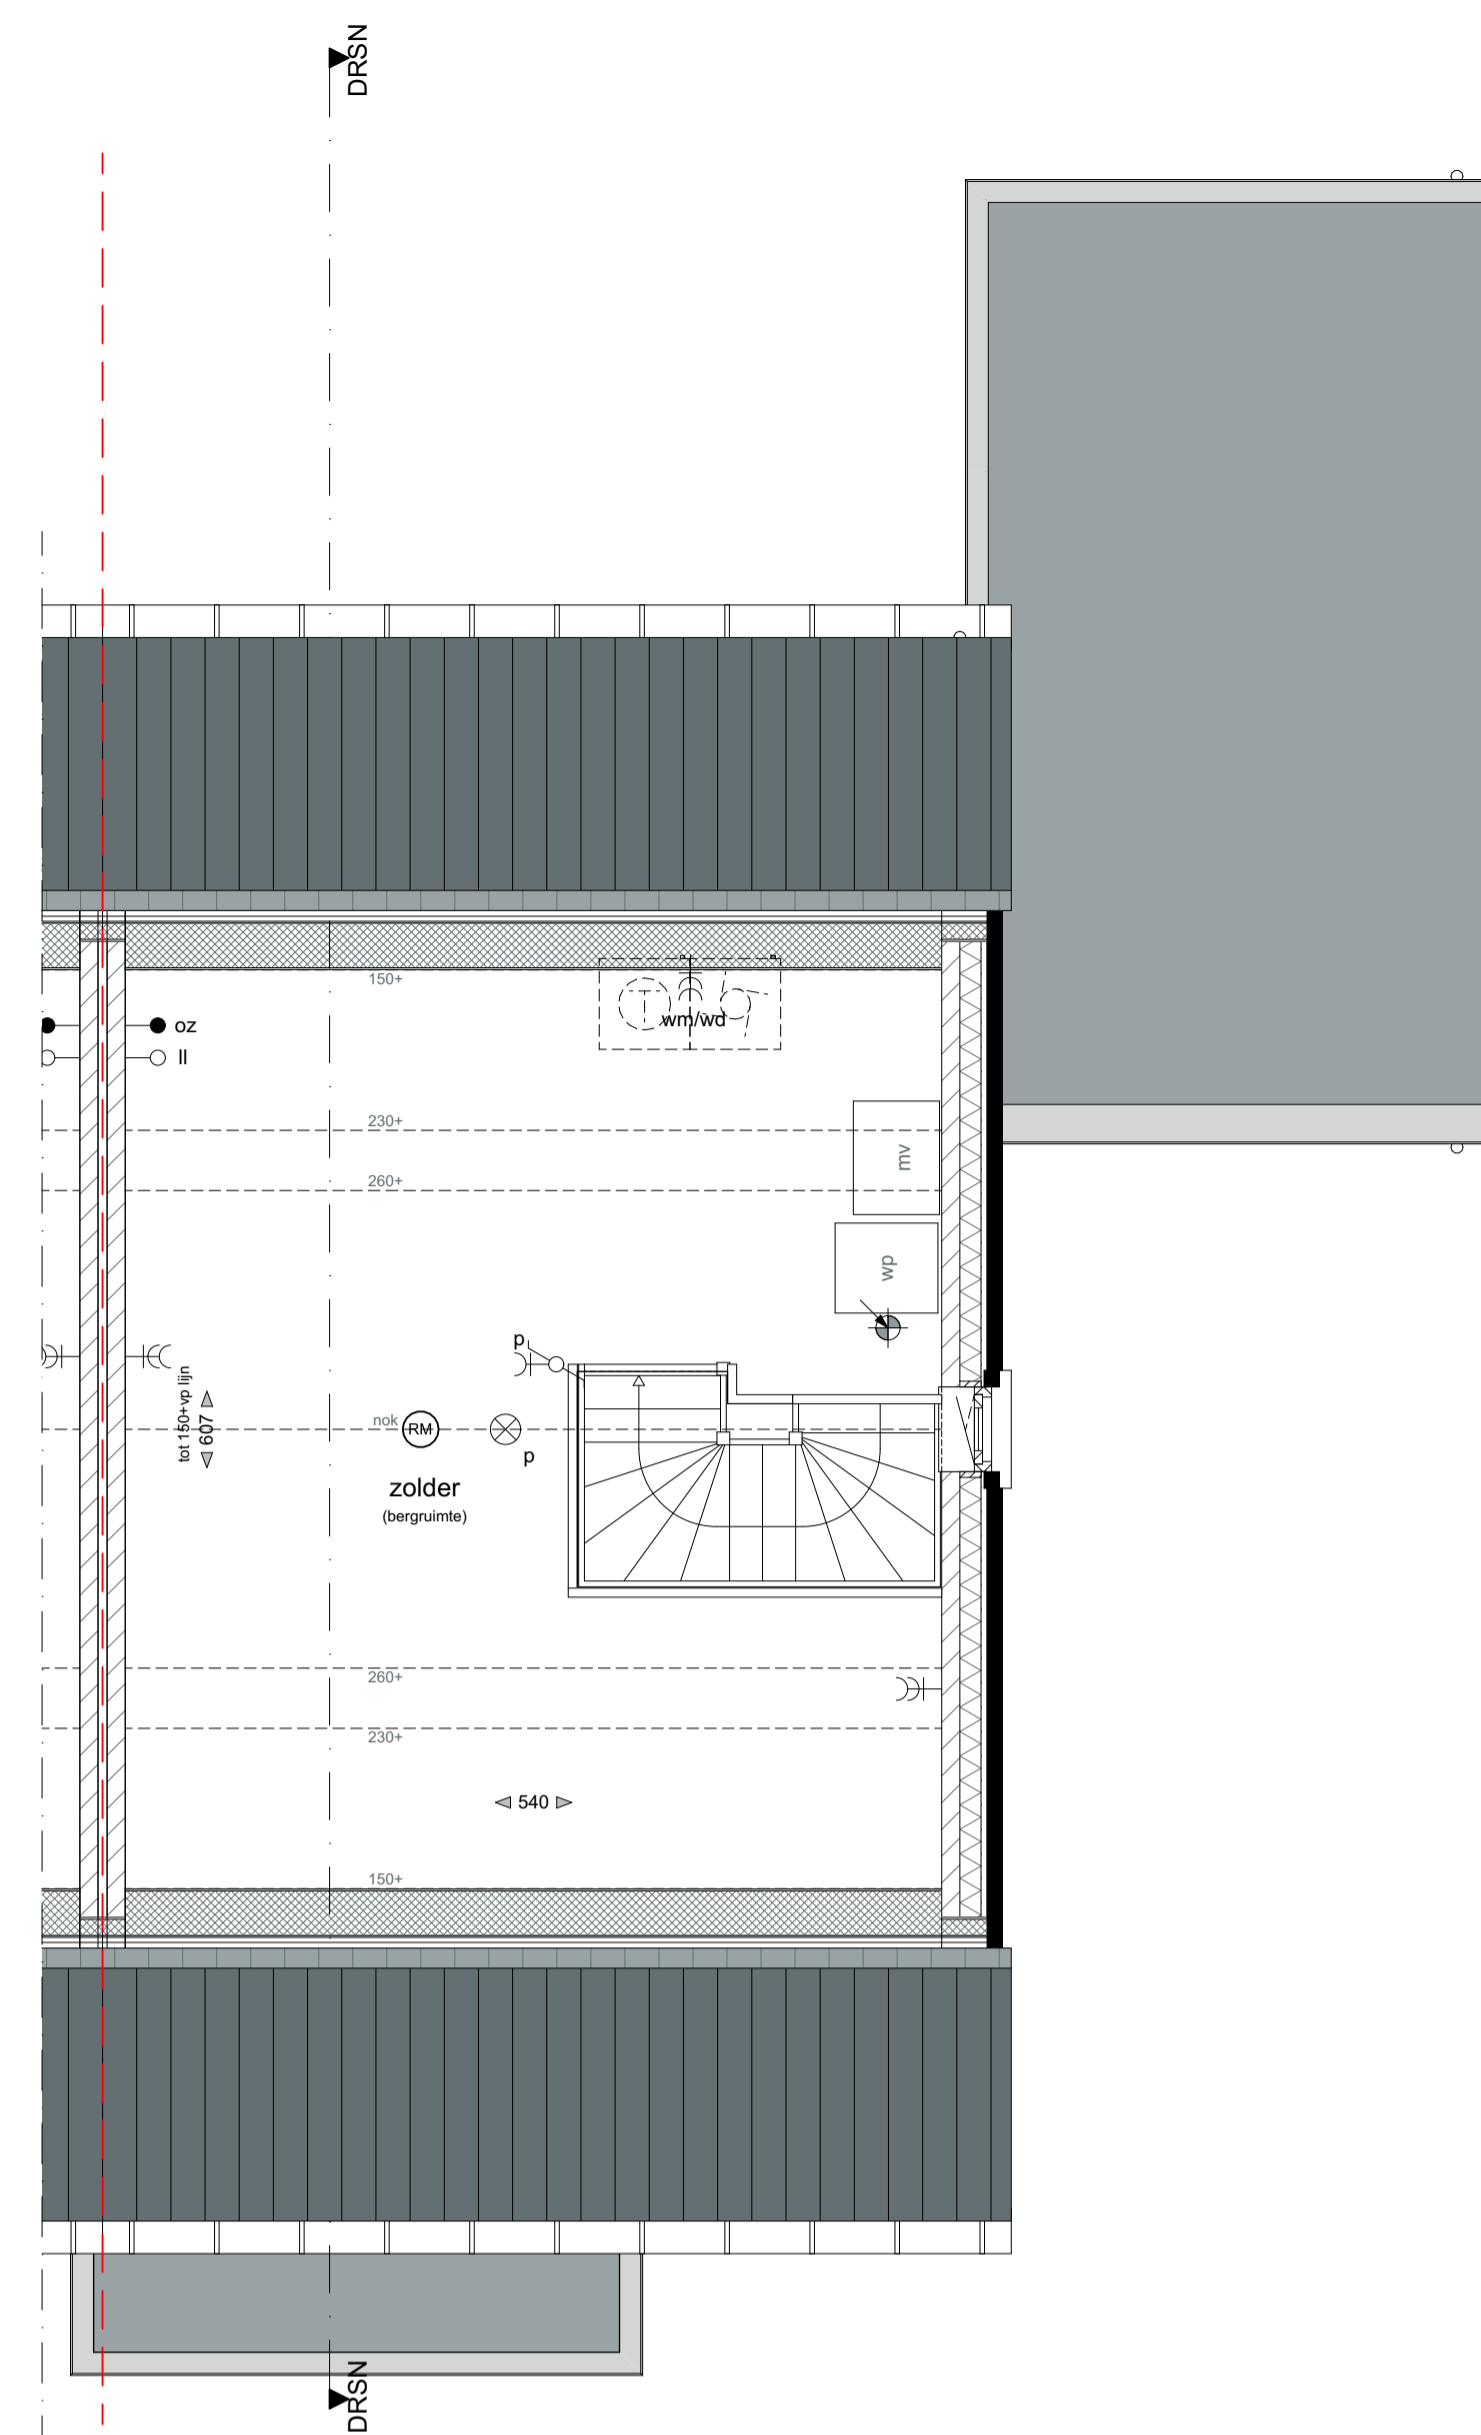 DRSN
150+
wm/wd
oz
ll
230+
mv
260+
wp
p
tot 150+vp lijn
607
nok
RM
p
zolder
(bergruimte)
260+
230+
540
150+
DRSN